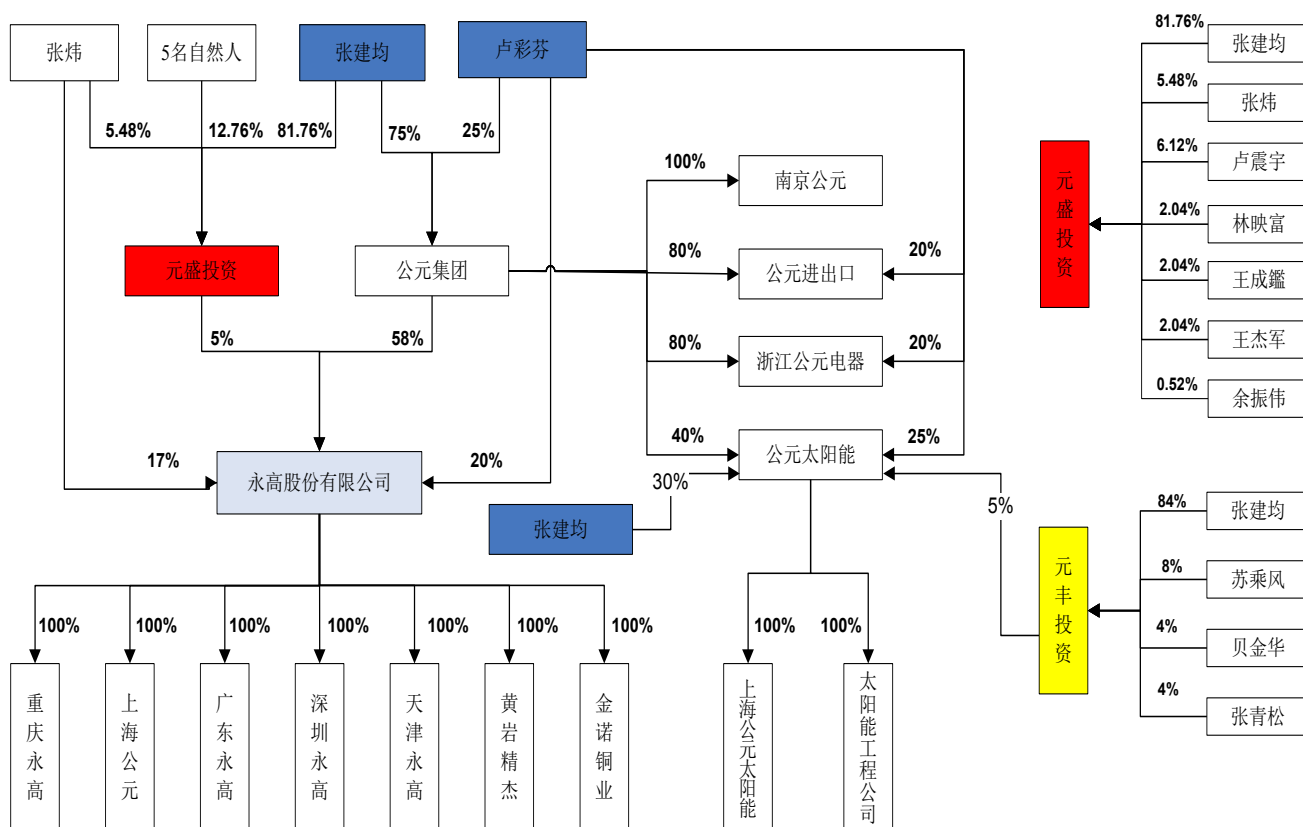 张炜
5名自然人
张建均
卢彩芬
5.48%
12.76%
81.76%
75%
25%
元盛投资
公元集团
5%
58%
17%
20%
永高股份有限公司
100%
100%
100%
100%
100%
100%
100%
重庆永高
上海公元
广东永高
深圳永高
天津永高
黄岩精杰
金诺铜业
100%
南京公元
80%
公元进出口
20%
80%
浙江公元电器
20%
40%
公元太阳能
25%
30%
张建均
5%
100%
100%
上海公元太阳能
太阳能工程公司
元盛投资
81.76%
张建均
5.48%
张炜
6.12%
卢震宇
2.04%
林映富
2.04%
王成鑑
2.04%
王杰军
0.52%
余振伟
元丰投资
84%
张建均
8%
苏乘风
4%
贝金华
4%
张青松